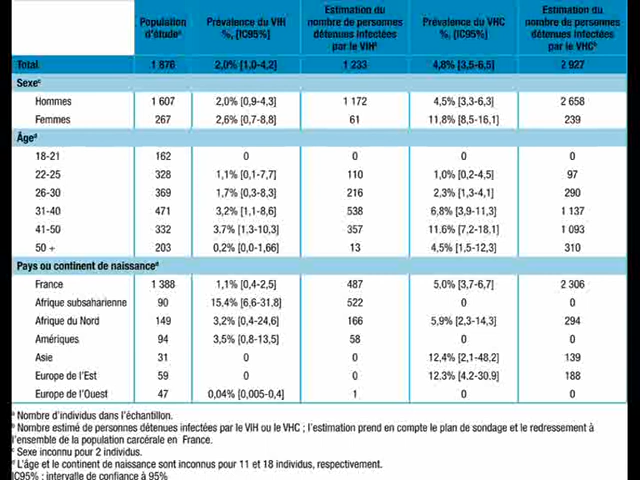 Population d'étudeᵃ | Prévalence du VIH %, [IC95%] | Estimation du nombre de personnes détenues infectées par le VIHᵇ | Prévalence du VHC %, [IC95%] | Estimation du nombre de personnes détenues infectées par le VHCᵇ
Total 1 876 2,0% [1,0-4,2] 1 233 4,8% [3,5-6,5] 2 927
Sexeᶜ
Hommes 1 607 2,0% [0,9-4,3] 1 172 4,5% [3,3-6,3] 2 658
Femmes 267 2,6% [0,7-8,8] 61 11,8% [8,5-16,1] 239
Âgeᵈ
18-21 162 0 0 0 0
22-25 328 1,1% [0,1-7,7] 110 1,0% [0,2-4,5] 97
26-30 369 1,7% [0,3-8,3] 216 2,3% [1,3-4,1] 290
31-40 471 3,2% [1,1-8,6] 538 6,8% [3,9-11,3] 1 137
41-50 332 3,7% [1,3-10,3] 357 11,6% [7,2-18,1] 1 093
50 + 203 0,2% [0,0-1,66] 13 4,5% [1,5-12,3] 310
Pays ou continent de naissanceᵈ
France 1 388 1,1% [0,4-2,5] 487 5,0% [3,7-6,7] 2 306
Afrique subsaharienne 90 15,4% [6,6-31,8] 522 0 0
Afrique du Nord 149 3,2% [0,4-24,6] 166 5,9% [2,3-14,3] 294
Amériques 94 3,5% [0,8-13,5] 58 0 0
Asie 31 0 0 12,4% [2,1-48,2] 139
Europe de l'Est 59 0 0 12,3% [4,2-30,9] 188
Europe de l'Ouest 47 0,04% [0,005-0,4] 1 0 0
ᵃ Nombre d'individus dans l'échantillon.
ᵇ Nombre estimé de personnes détenues infectées par le VIH ou le VHC ; l'estimation prend en compte le plan de sondage et le redressement à
l'ensemble de la population carcérale en France.
ᶜ Sexe inconnu pour 2 individus.
ᵈ L'âge et le continent de naissance sont inconnus pour 11 et 18 individus, respectivement.
IC95% : intervalle de confiance à 95%